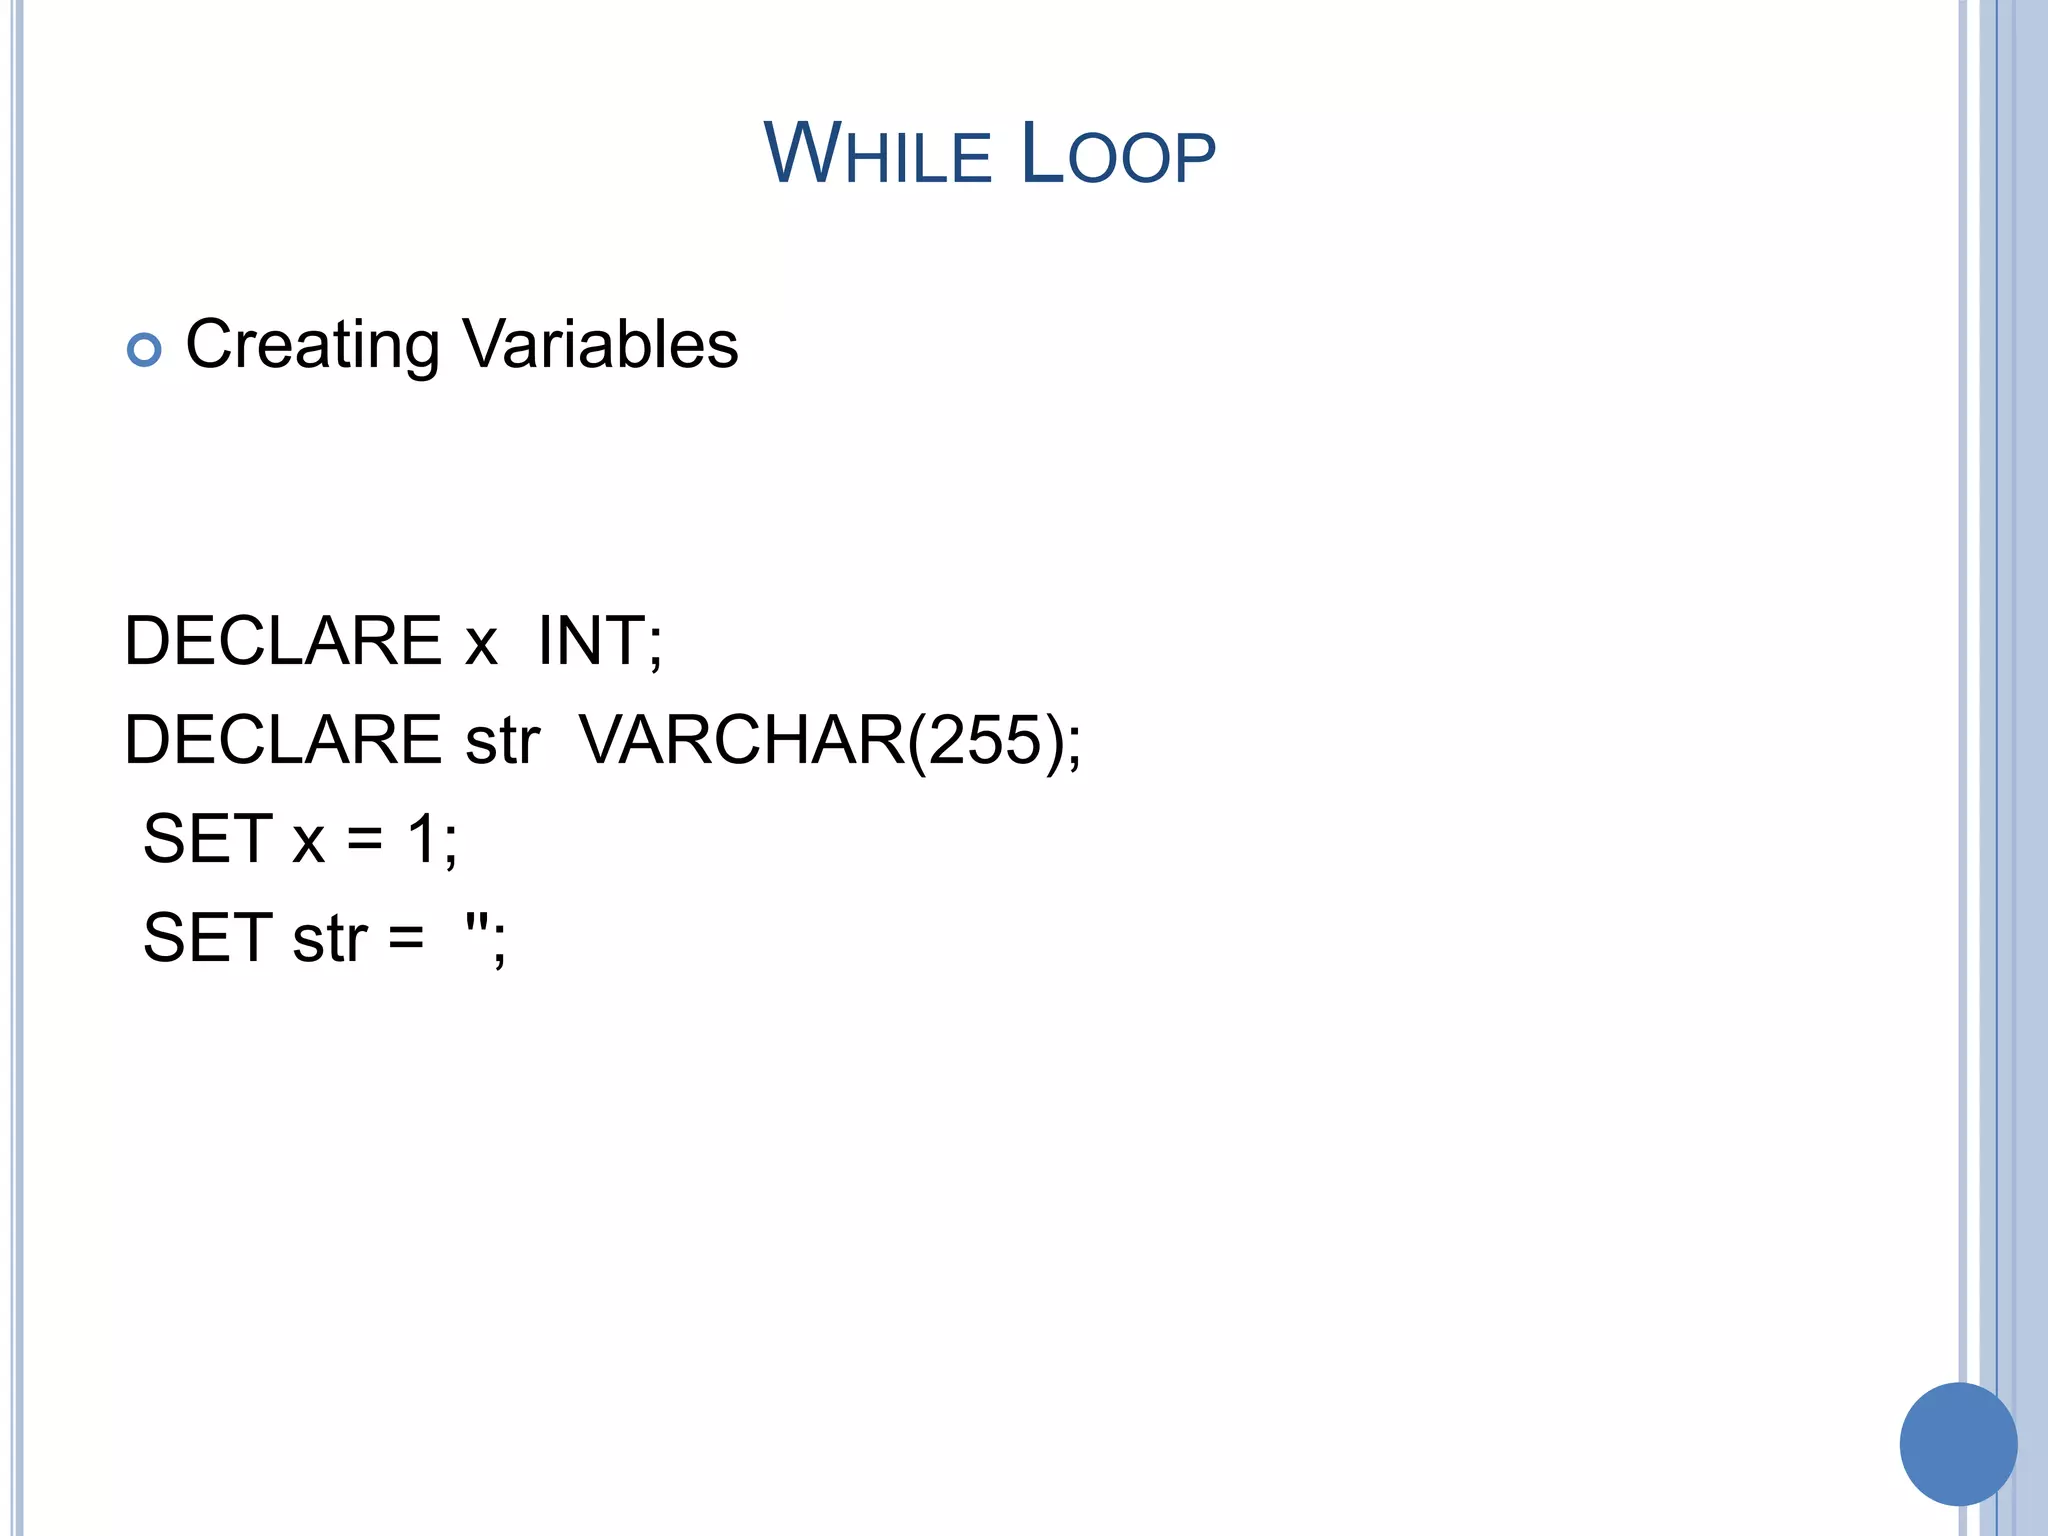 WHILE LOOP
Creating Variables
DECLARE x  INT;
DECLARE str  VARCHAR(255);
SET x = 1;
SET str =  '';